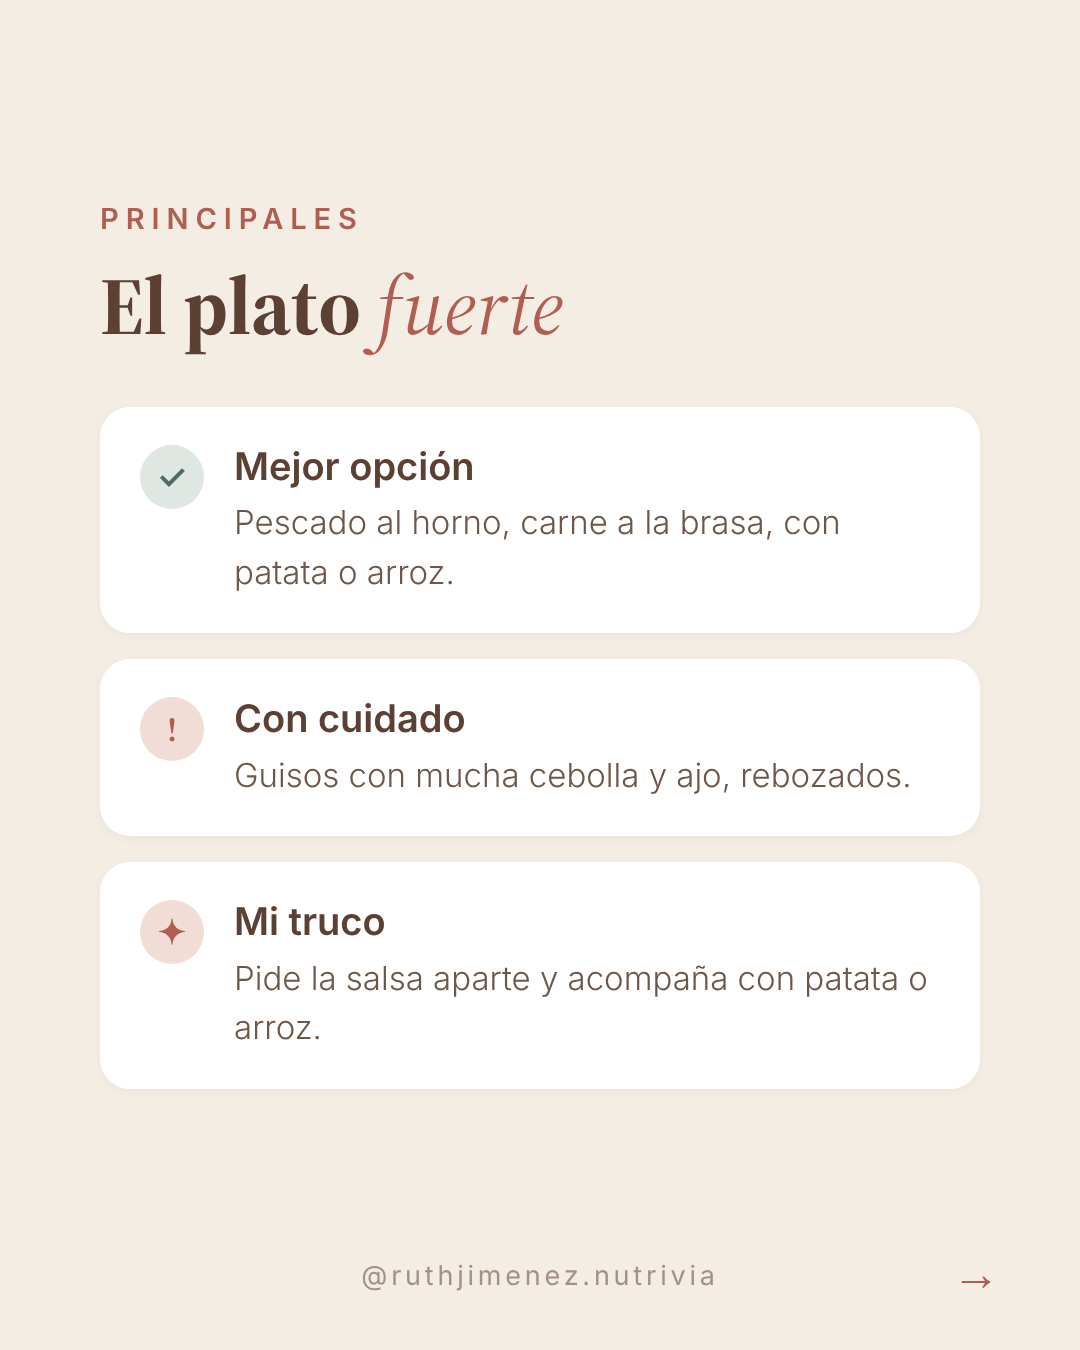 PRINCIPALES
El plato fuerte
Mejor opción
Pescado al horno, carne a la brasa, con
patata o arroz.
!
Con cuidado
Guisos con mucha cebolla y ajo, rebozados.
Mi truco
Pide la salsa aparte y acompaña con patata o
arroz.
@ruthjimenez.nutrivia
→